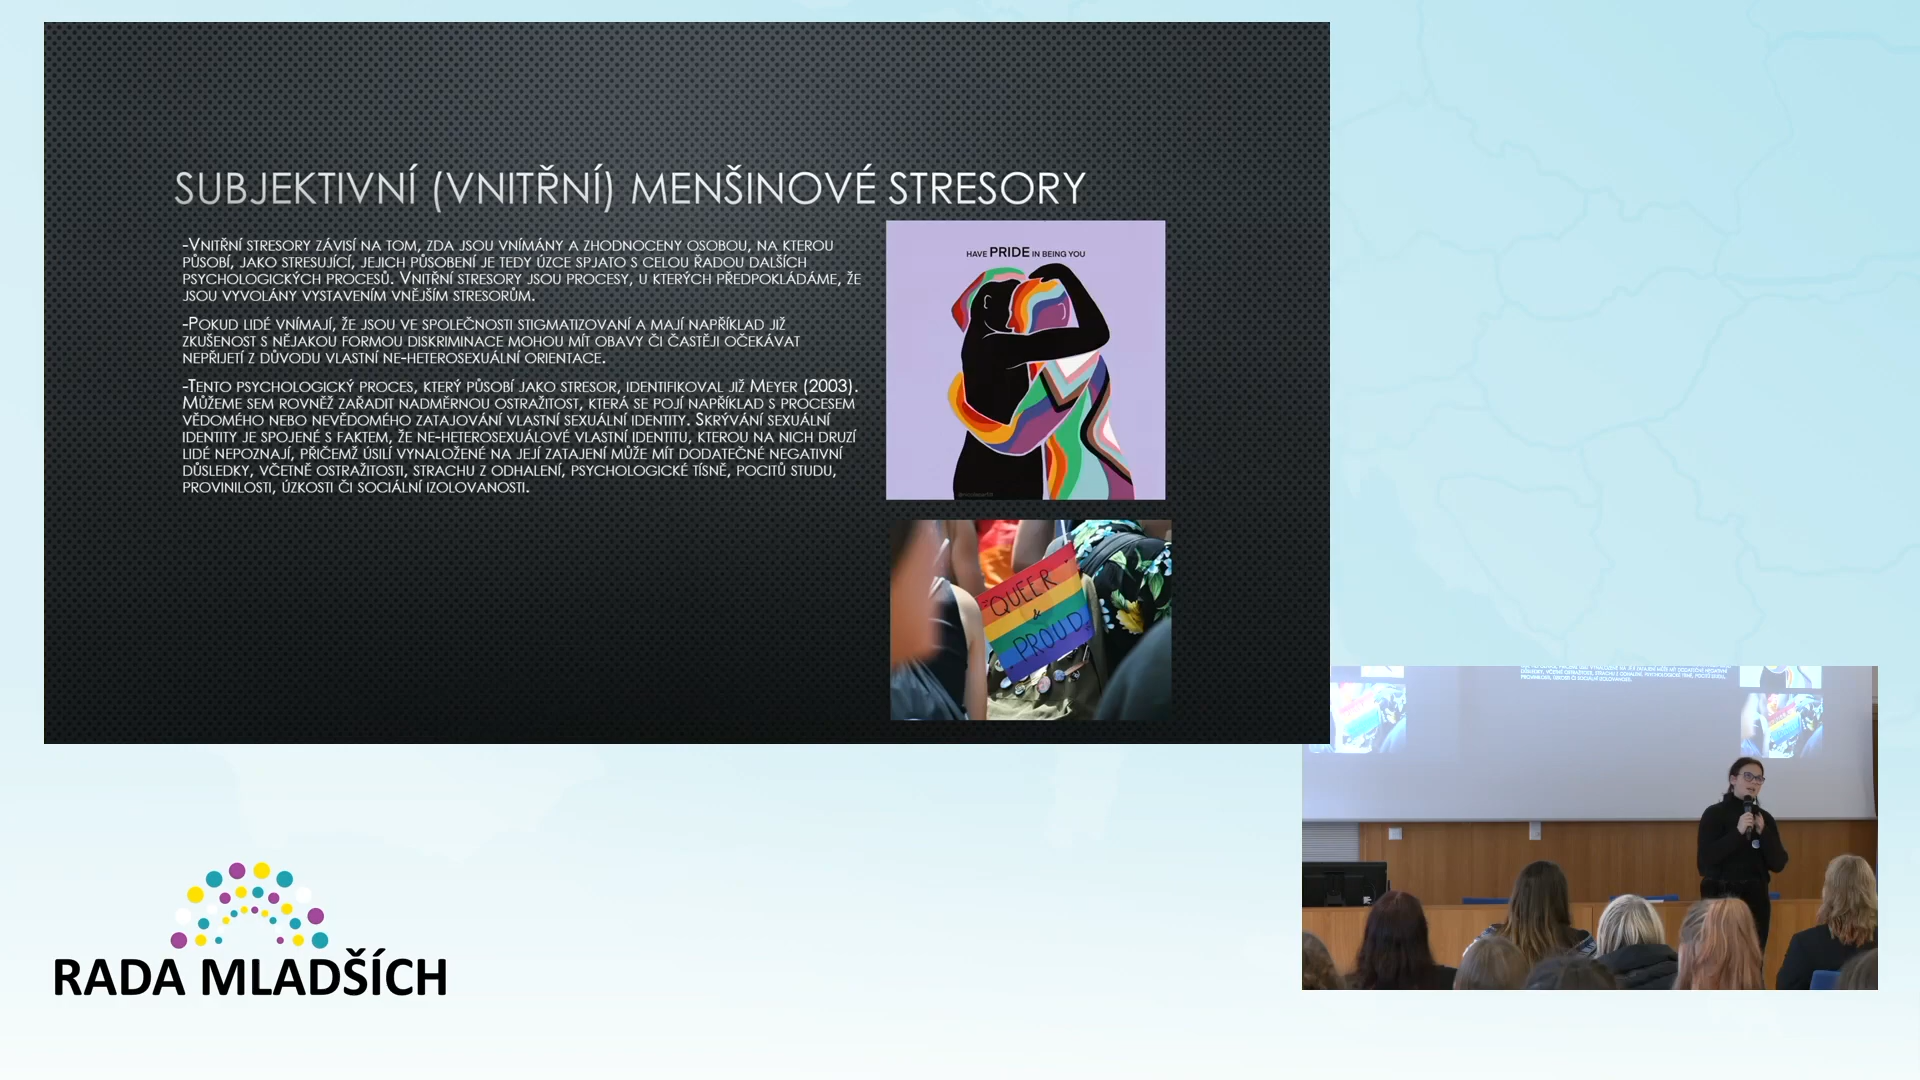 SUBJEKTIVNÍ (VNITŘNÍ) MENŠINOVÉ STRESORY
-VNITŘNÍ STRESORY ZÁVISÍ NA TOM, ZDA JSOU VNÍMÁNY A ZHODNOCENY OSOBOU, NA KTEROU
PŮSOBÍ, JAKO STRESUJÍCÍ, JEJICH PŮSOBENÍ JE TEDY ÚZCE SPJATO S CELOU ŘADOU DALŠÍCH
PSYCHOLOGICKÝCH PROCESŮ. VNITŘNÍ STRESORY JSOU PROCESY, U KTERÝCH PŘEDPOKLÁDÁME, ŽE
JSOU VYVOLÁNY VYSTAVENÍM VNĚJŠÍM STRESORŮM.
-POKUD LIDÉ VNÍMAJÍ, ŽE JSOU VE SPOLEČNOSTI STIGMATIZOVANÍ A MAJÍ NAPŘÍKLAD JIŽ
ZKUŠENOST S NĚJAKOU FORMOU DISKRIMINACE MOHOU MÍT OBAVY ČI ČASTĚJI OČEKÁVAT
NEPŘIJETÍ Z DŮVODU VLASTNÍ NE-HETEROSEXUÁLNÍ ORIENTACE.
-TENTO PSYCHOLOGICKÝ PROCES, KTERÝ PŮSOBÍ JAKO STRESOR, IDENTIFIKOVAL JIŽ MEYER (2003).
MŮŽEME SEM ROVNĚŽ ZAŘADIT NADMĚRNOU OSTRAŽITOST, KTERÁ SE POJÍ NAPŘÍKLAD S PROCESEM
VĚDOMÉHO NEBO NEVĚDOMÉHO ZATAJOVÁNÍ VLASTNÍ SEXUÁLNÍ IDENTITY. SKRÝVÁNÍ SEXUÁLNÍ
IDENTITY JE SPOJENÉ S FAKTEM, ŽE NE-HETEROSEXUÁLOVÉ VLASTNÍ IDENTITU, KTEROU NA NICH DRUZÍ
LIDÉ NEPOZNAJÍ, PŘIČEMŽ ÚSILÍ VYNALOŽENÉ NA JEJÍ ZATAJENÍ MŮŽE MÍT DODATEČNÉ NEGATIVNÍ
DŮSLEDKY, VČETNĚ OSTRAŽITOSTI, STRACHU Z ODHALENÍ, PSYCHOLOGICKÉ TÍSNĚ, POCITŮ STUDU,
PROVINILOSTI, ÚZKOSTI ČI SOCIÁLNÍ IZOLOVANOSTI.
HAVE PRIDE IN BEING YOU
QUEER
&
PROUD
RADA MLADŠÍCH